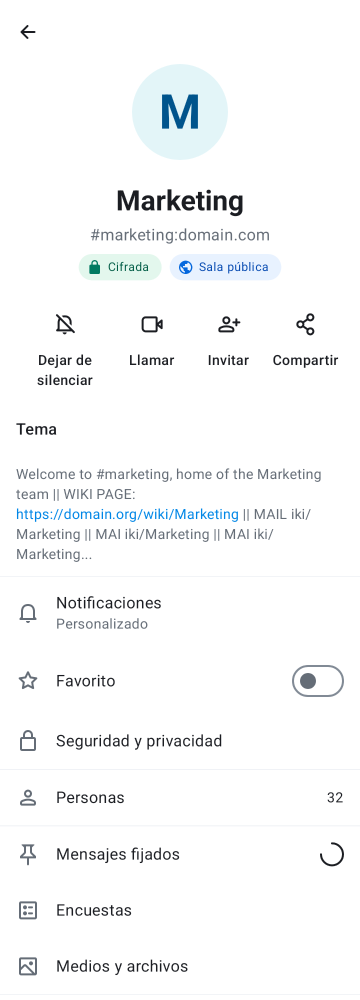 M
Marketing
#marketing:domain.com
Cifrada
Sala pública
Dejar de
silenciar
Llamar
Invitar
Compartir
Tema
Welcome to #marketing, home of the Marketing
team || WIKI PAGE:
https://domain.org/wiki/Marketing || MAIL iki/
Marketing || MAI iki/Marketing || MAI iki/
Marketing...
Notificaciones
Personalizado
Favorito
Seguridad y privacidad
Personas 32
Mensajes fijados
Encuestas
Medios y archivos